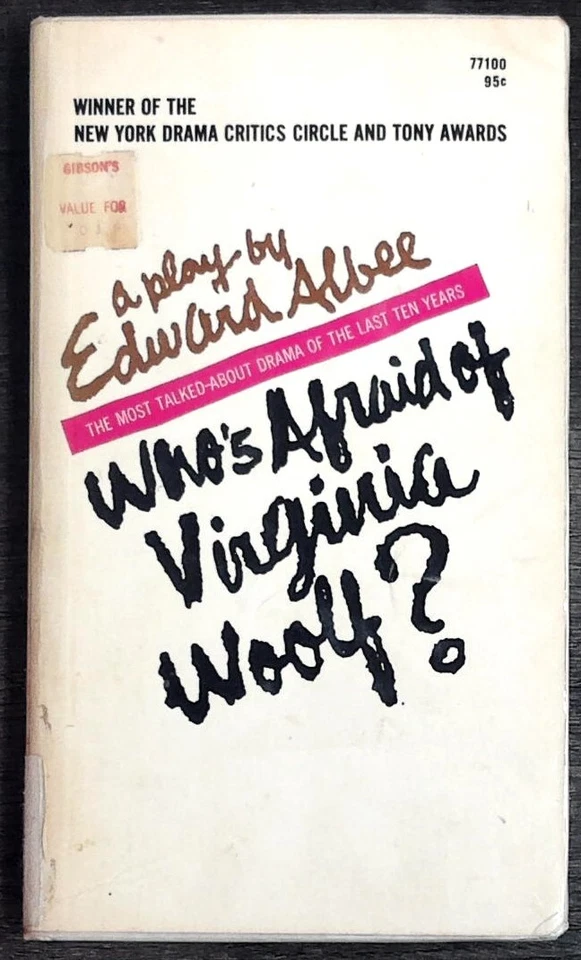 77100
95¢
WINNER OF THE
NEW YORK DRAMA CRITICS CIRCLE AND TONY AWARDS
GIBSON'S
VALUE FOR
a play by
Edward Albee
THE MOST TALKED-ABOUT DRAMA OF THE LAST TEN YEARS
Who's Afraid of
Virginia
Woolf?